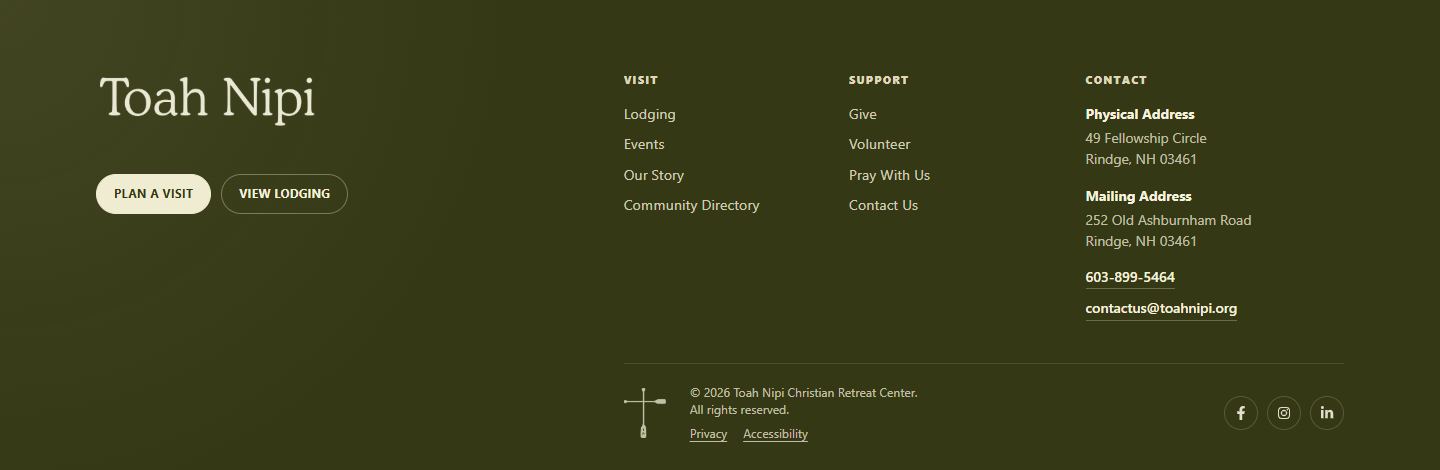 Toah Nipi
PLAN A VISIT
VIEW LODGING
VISIT
Lodging
Events
Our Story
Community Directory
SUPPORT
Give
Volunteer
Pray With Us
Contact Us
CONTACT
Physical Address
49 Fellowship Circle
Rindge, NH 03461
Mailing Address
252 Old Ashburnham Road
Rindge, NH 03461
603-899-5464
contactus@toahnipi.org
© 2026 Toah Nipi Christian Retreat Center.
All rights reserved.
Privacy Accessibility